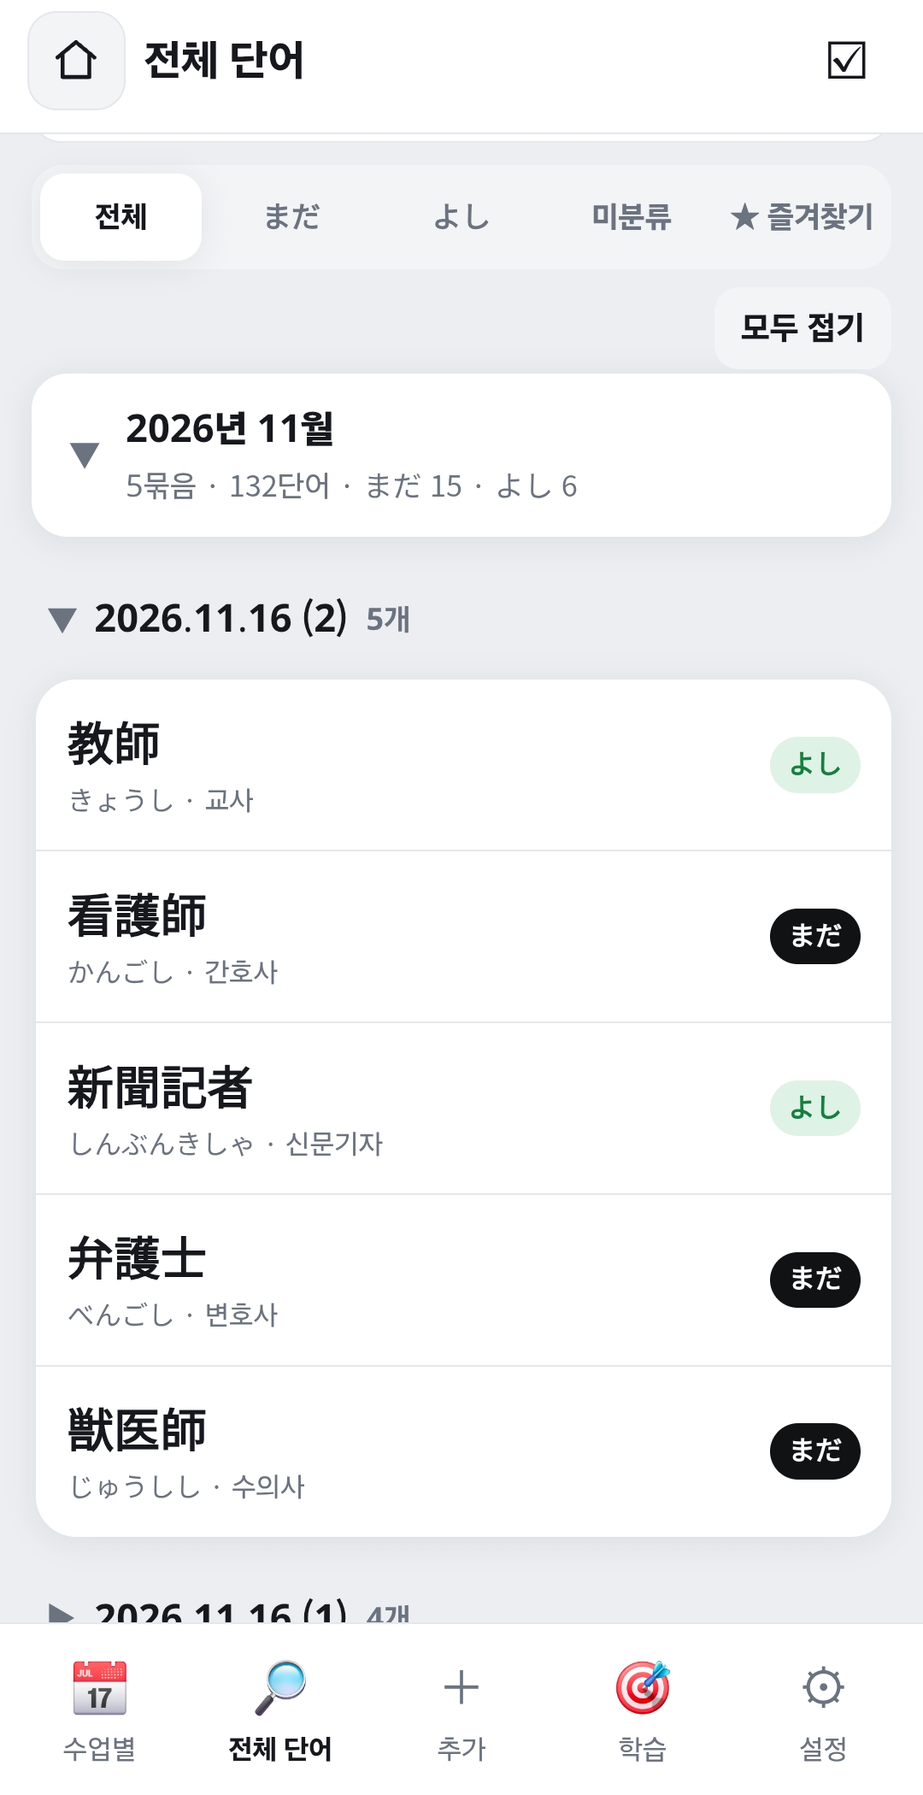 전체 단어
전체 まだ よし 미분류 ★ 즐겨찾기
모두 접기
▼ 2026년 11월
5묶음 · 132단어 · まだ 15 · よし 6
▼ 2026.11.16 (2) 5개
教師
きょうし · 교사
よし
看護師
かんごし · 간호사
まだ
新聞記者
しんぶんきしゃ · 신문기자
よし
弁護士
べんごし · 변호사
まだ
獣医師
じゅうしし · 수의사
まだ
▶ 2026.11.16 (1) 4개
JUL
17
수업별 전체 단어 추가 학습 설정